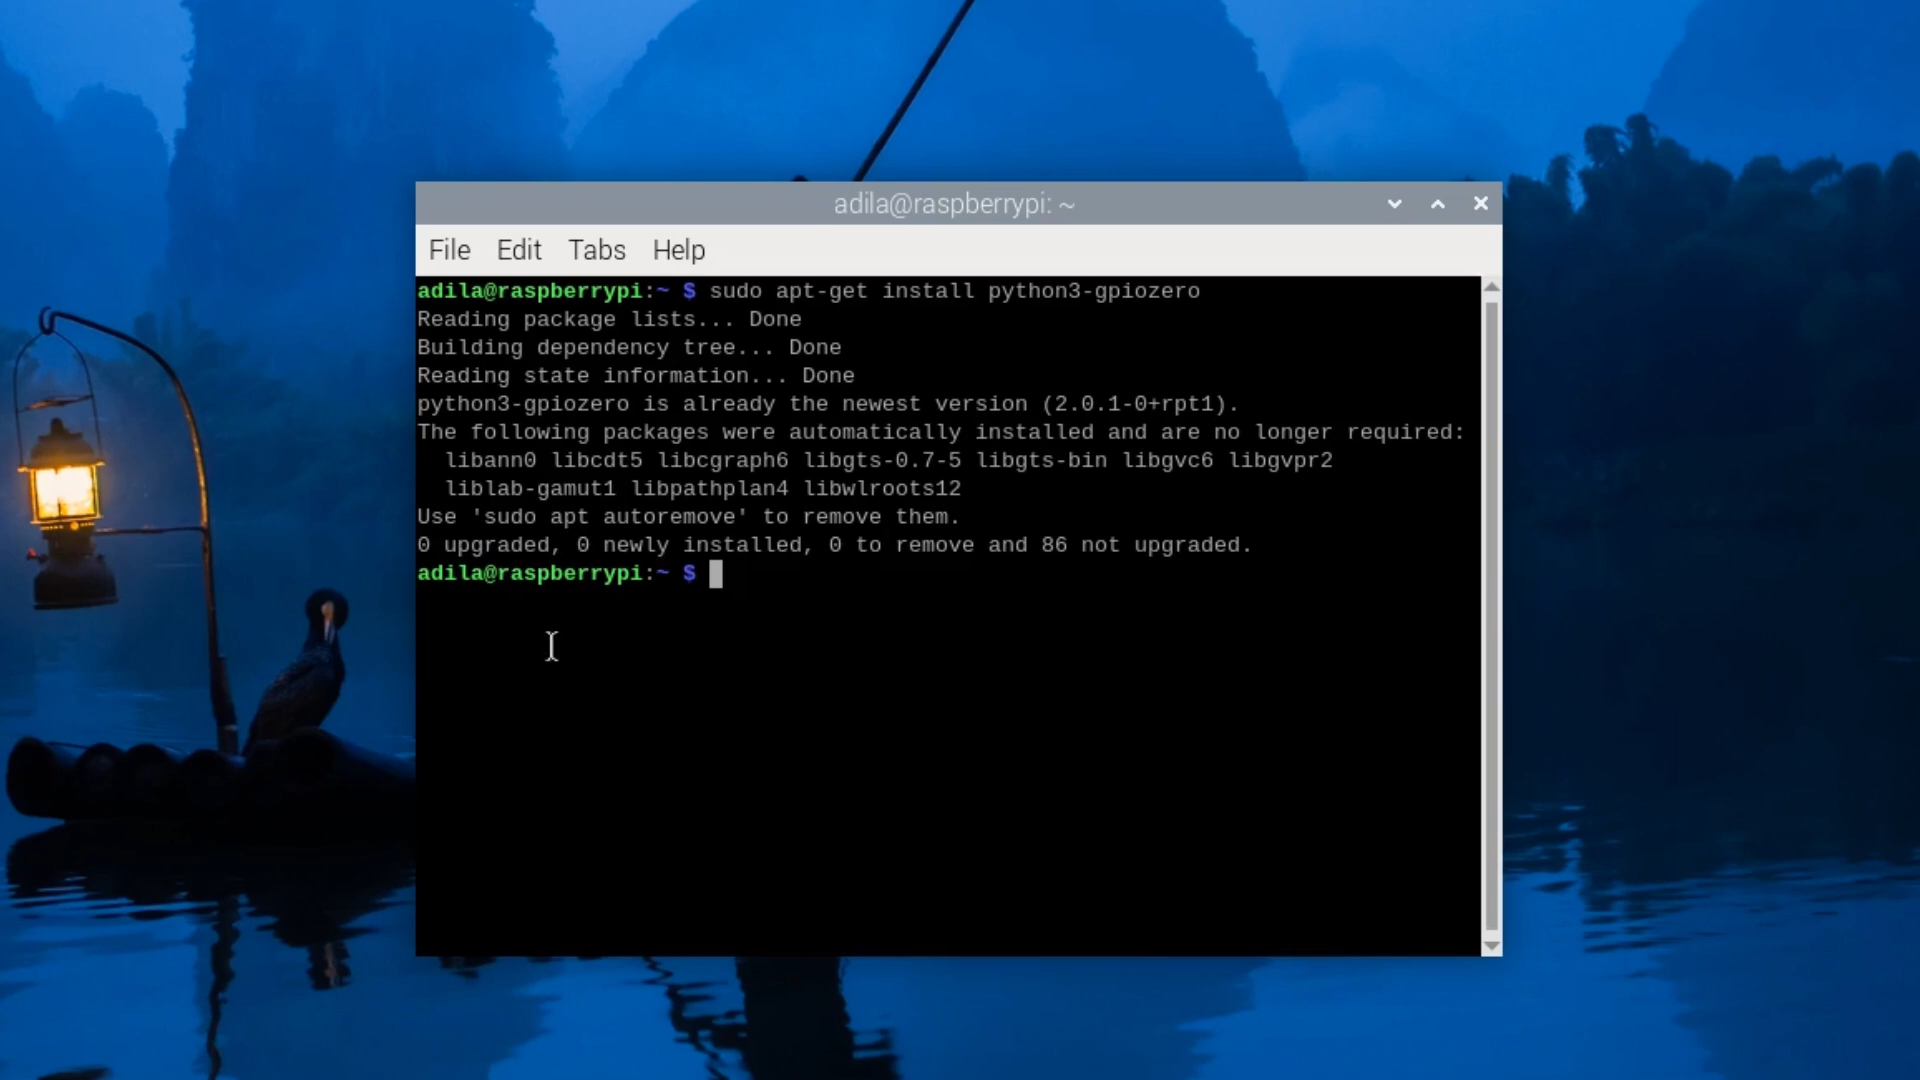 adila@raspberrypi: ~
File Edit Tabs Help
adila@raspberrypi:~ $ sudo apt-get install python3-gpiozero
Reading package lists... Done
Building dependency tree... Done
Reading state information... Done
python3-gpiozero is already the newest version (2.0.1-0+rpt1).
The following packages were automatically installed and are no longer required:
  libann0 libcdt5 libcgraph6 libgts-0.7-5 libgts-bin libgvc6 libgvpr2
  liblab-gamut1 libpathplan4 libwlroots12
Use 'sudo apt autoremove' to remove them.
0 upgraded, 0 newly installed, 0 to remove and 86 not upgraded.
adila@raspberrypi:~ $